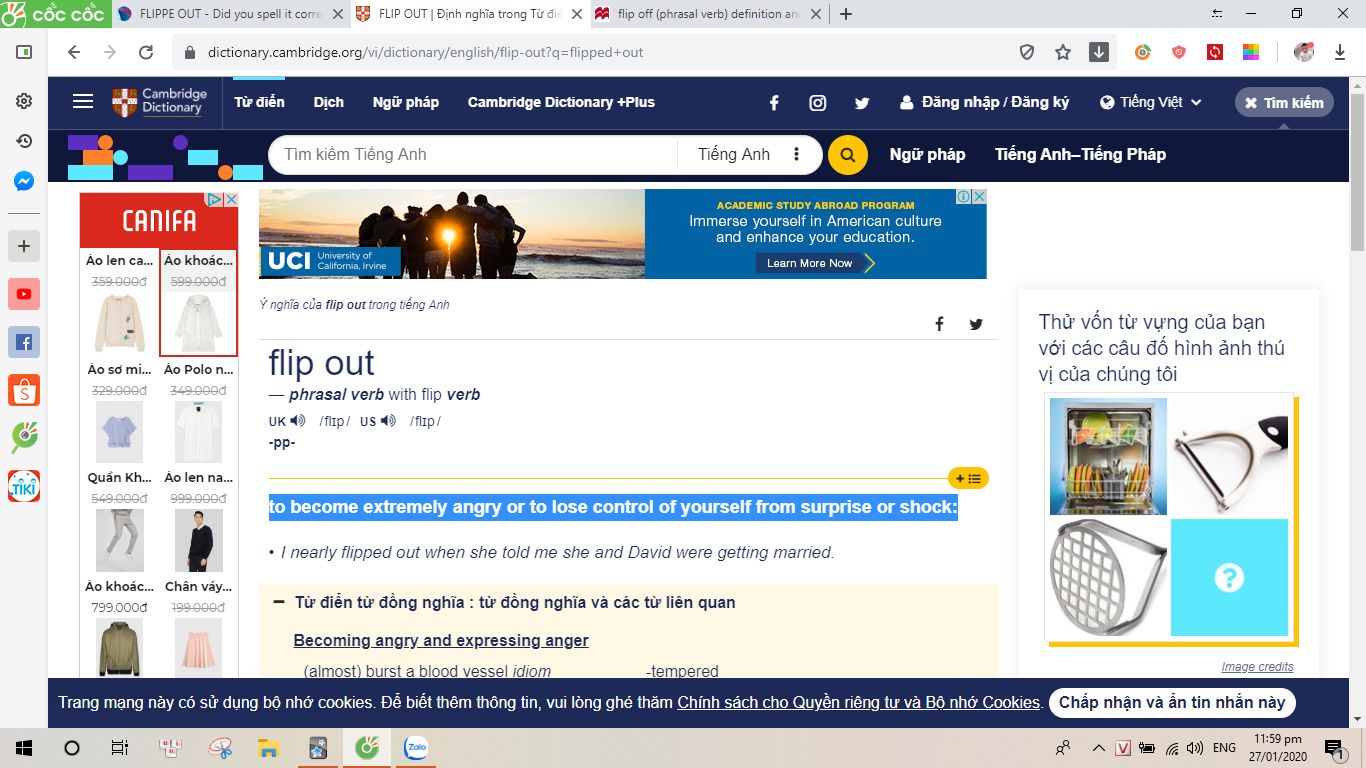 cốc cốc
FLIPPE OUT - Did you spell it corre
FLIP OUT | Định nghĩa trong Từ điể
flip off (phrasal verb) definition an
dictionary.cambridge.org/vi/dictionary/english/flip-out?q=flipped+out
Cambridge
Dictionary
Từ điển
Dịch
Ngữ pháp
Cambridge Dictionary +Plus
Đăng nhập / Đăng ký
Tiếng Việt
Tìm kiếm
Tìm kiếm Tiếng Anh
Tiếng Anh
Ngữ pháp
Tiếng Anh–Tiếng Pháp
CANIFA
Áo len ca... Áo khoác...
359.000đ 599.000đ
Áo sơ mi... Áo Polo n...
329.000đ 349.000đ
Quần Kh... Áo len na...
549.000đ 999.000đ
Áo khoác... Chân váy...
799.000đ 199.000đ
UCI University of
California, Irvine
ACADEMIC STUDY ABROAD PROGRAM
Immerse yourself in American culture
and enhance your education.
Learn More Now
Ý nghĩa của flip out trong tiếng Anh
flip out
— phrasal verb with flip verb
UK /flɪp/ US /flɪp/
-pp-
to become extremely angry or to lose control of yourself from surprise or shock:
• I nearly flipped out when she told me she and David were getting married.
Từ điển từ đồng nghĩa : từ đồng nghĩa và các từ liên quan
Becoming angry and expressing anger
(almost) burst a blood vessel idiom
-tempered
Thử vốn từ vựng của bạn
với các câu đố hình ảnh thú
vị của chúng tôi
?
Image credits
Trang mạng này có sử dụng bộ nhớ cookies. Để biết thêm thông tin, vui lòng ghé thăm Chính sách cho Quyền riêng tư và Bộ nhớ Cookies.
Chấp nhận và ẩn tin nhắn này
TIKI
Zalo
V
ENG
11:59 pm
27/01/2020
1